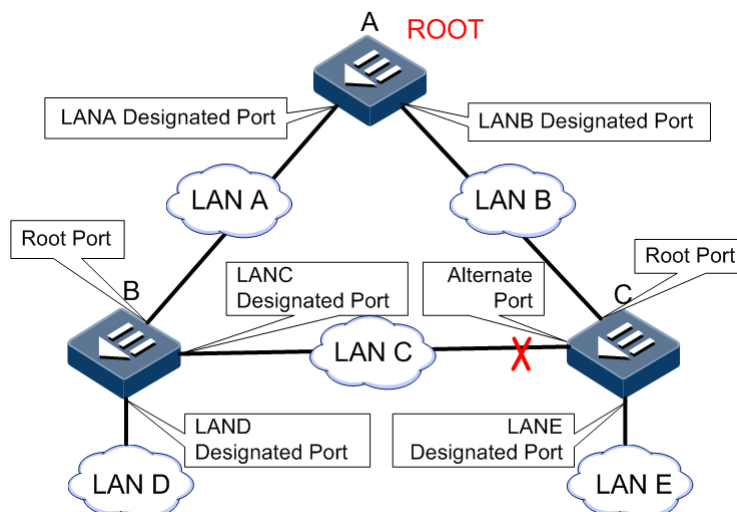 A
ROOT
LANA Designated Port
LANB Designated Port
LAN A
LAN B
Root Port
B
LANC
Designated Port
Alternate
Port
C
Root Port
LAN C
X
LAND
Designated Port
LANE
Designated Port
LAN D
LAN E